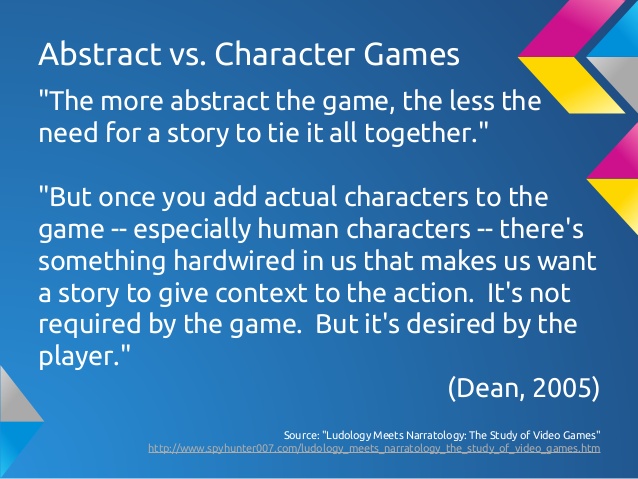 Abstract vs. Character Games
"The more abstract the game, the less the
need for a story to tie it all together."
"But once you add actual characters to the
game -- especially human characters -- there's
something hardwired in us that makes us want
a story to give context to the action.  It's not
required by the game.  But it's desired by the
player."
(Dean, 2005)
Source: "Ludology Meets Narratology: The Study of Video Games"
http://www.spyhunter007.com/ludology_meets_narratology_the_study_of_video_games.htm